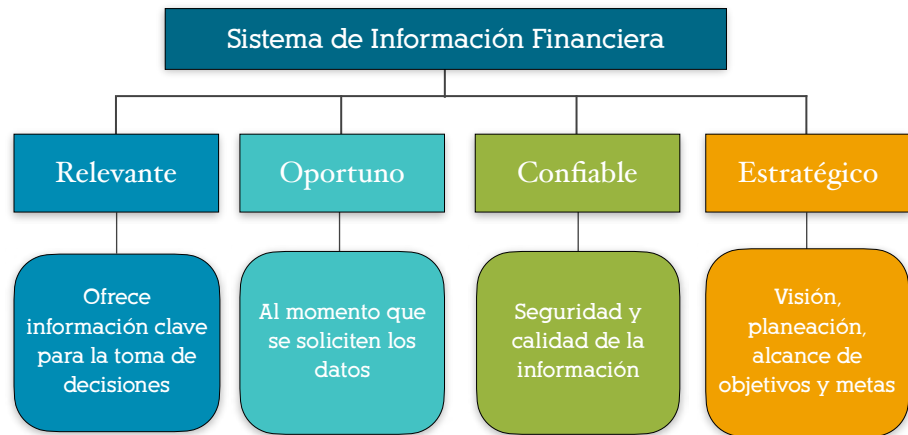 Sistema de Información Financiera
Relevante
Oportuno
Confiable
Estratégico
Ofrece
información clave
para la toma de
decisiones
Al momento que
se soliciten los
datos
Seguridad y
calidad de la
información
Visión,
planeación,
alcance de
objetivos y metas